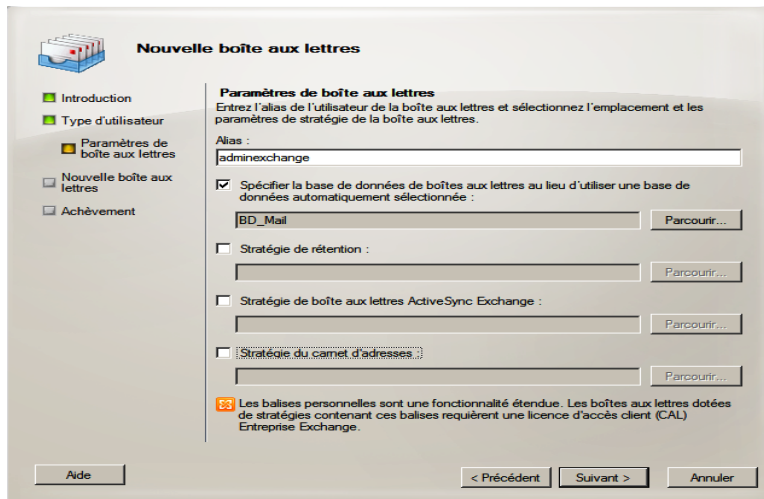 Nouvelle boîte aux lettres
Introduction
Type d'utilisateur
Paramètres de
boîte aux lettres
Nouvelle boîte aux
lettres
Achèvement
Paramètres de boîte aux lettres
Entrez l'alias de l'utilisateur de la boîte aux lettres et sélectionnez l'emplacement et les
paramètres de stratégie de la boîte aux lettres.
Alias :
adminexchange
Spécifier la base de données de boîtes aux lettres au lieu d'utiliser une base de
données automatiquement sélectionnée :
BD_Mail
Parcourir...
Stratégie de rétention :
Parcourir...
Stratégie de boîte aux lettres ActiveSync Exchange :
Parcourir...
Stratégie du carnet d'adresses :
Parcourir...
Les balises personnelles sont une fonctionnalité étendue. Les boîtes aux lettres dotées
de stratégies contenant ces balises requièrent une licence d'accès client (CAL)
Entreprise Exchange.
Aide
< Précédent
Suivant >
Annuler